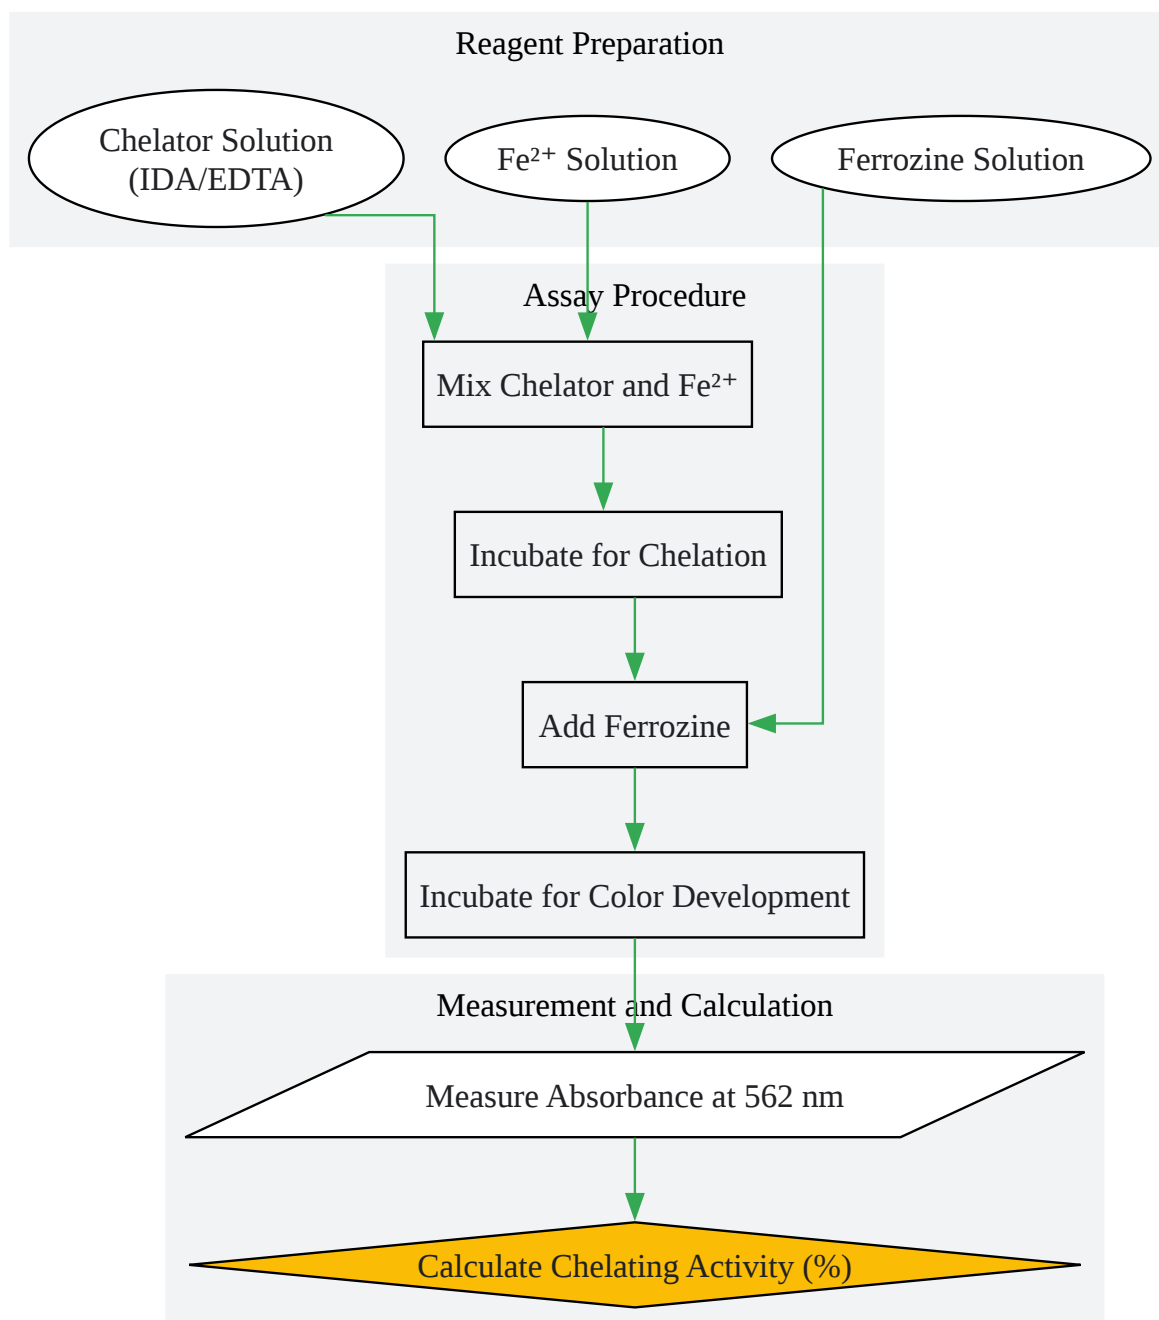 Reagent Preparation
Chelator Solution
(IDA/EDTA)
Fe²⁺ Solution
Ferrozine Solution
Assay Procedure
Mix Chelator and Fe²⁺
Incubate for Chelation
Add Ferrozine
Incubate for Color Development
Measurement and Calculation
Measure Absorbance at 562 nm
Calculate Chelating Activity (%)